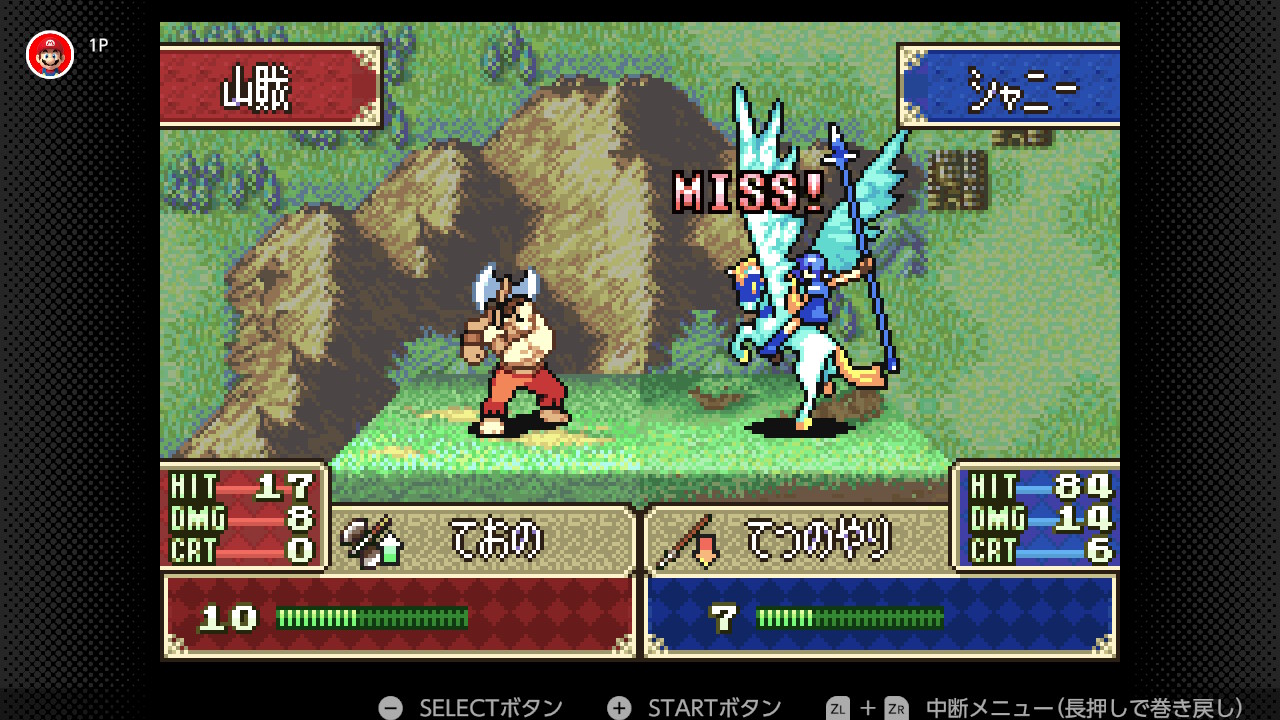 1P
山賊
シャニー
MISS!
HIT 17
DMG 8
CRT 0
ておの
てつのやり
HIT 84
DMG 14
CRT 6
10
7
SELECTボタン
STARTボタン
ZL + ZR 中断メニュー(長押しで巻き戻し)